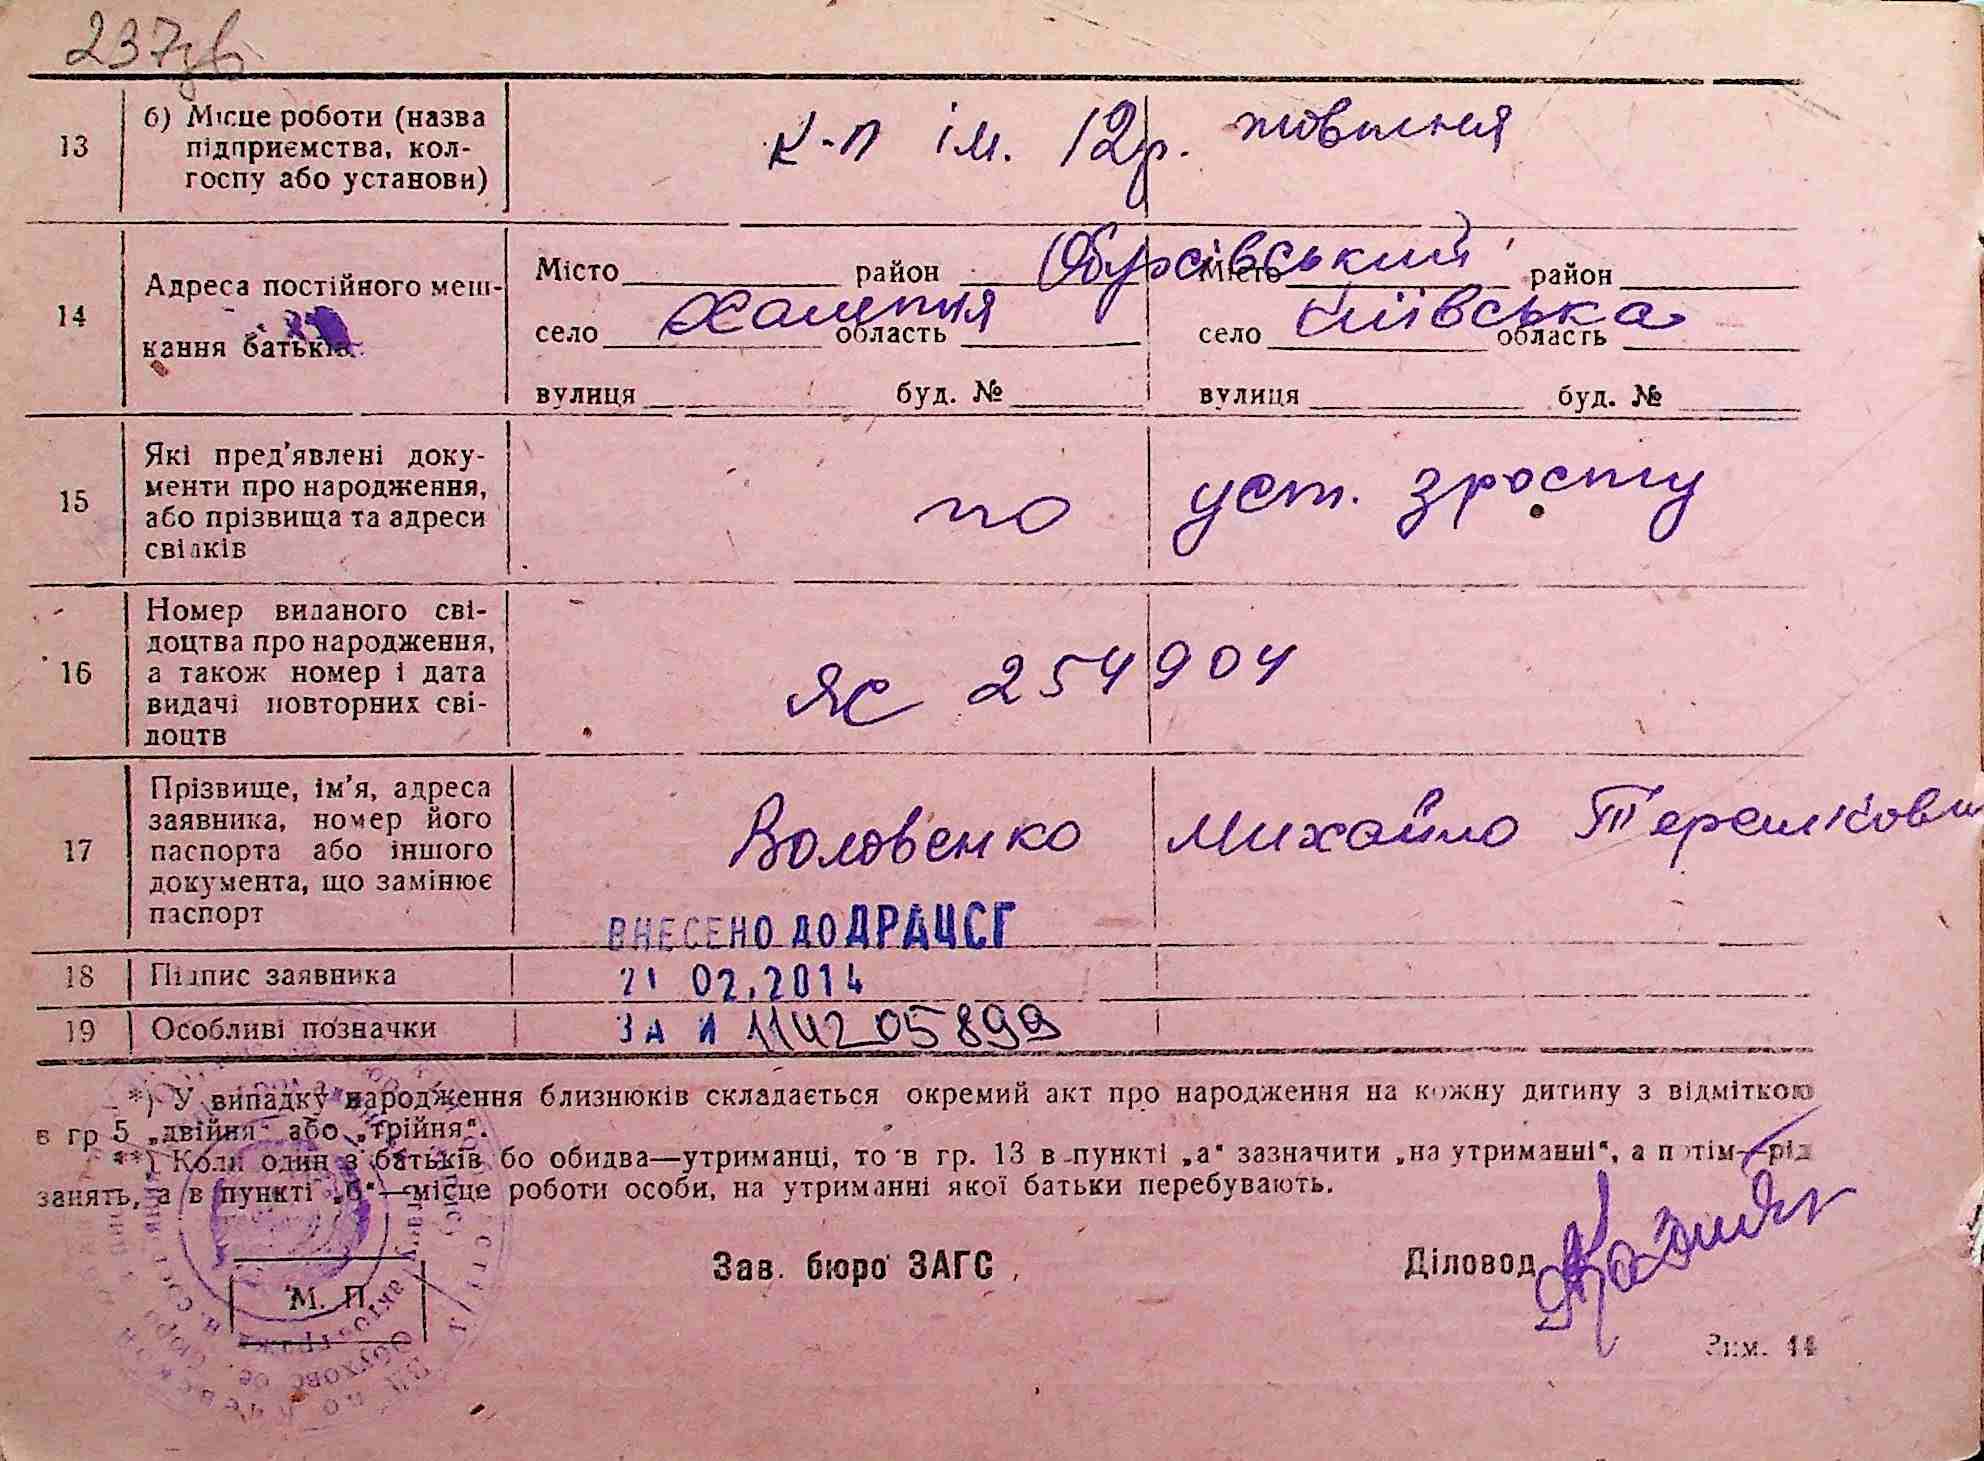 237зв
13
б) Місце роботи (назва
підприємства, кол-
госпу або установи)
к-п ім. 12 р. жовтня
14
Адреса постійного меш-
кання батьків
Місто район Місто район
Обухівський
село Халепʼя область село Київська область
вулиця буд. № вулиця буд. №
15
Які пред'явлені доку-
менти про народження,
або прізвища та адреси
свідків
по уст. зросту
16
Номер виданого сві-
доцтва про народження,
а також номер і дата
видачі повторних сві-
доцтв
ЯС 254904
17
Прізвище, ім'я, адреса
заявника, номер його
паспорта або іншого
документа, що замінює
паспорт
Воловенко Михайло
ВНЕСЕНО ДО ДРАЦСГ
18 Підпис заявника
21 02.2014
19 Особливі позначки
ЗА № 114205899
*) У випадку народження близнюків складається окремий акт про народження на кожну дитину з відміткою
в гр 5 „двійня“ або „трійня“.
**) Коли один з батьків бо обидва—утриманці, то в гр. 13 в пункті „а“ зазначити „на утриманні“, а потім—рід
занять, а в пункті „б“—місце роботи особи, на утриманні якої батьки перебувають.
М. П.
Зав. бюро ЗАГС
Діловод
Зим. 14